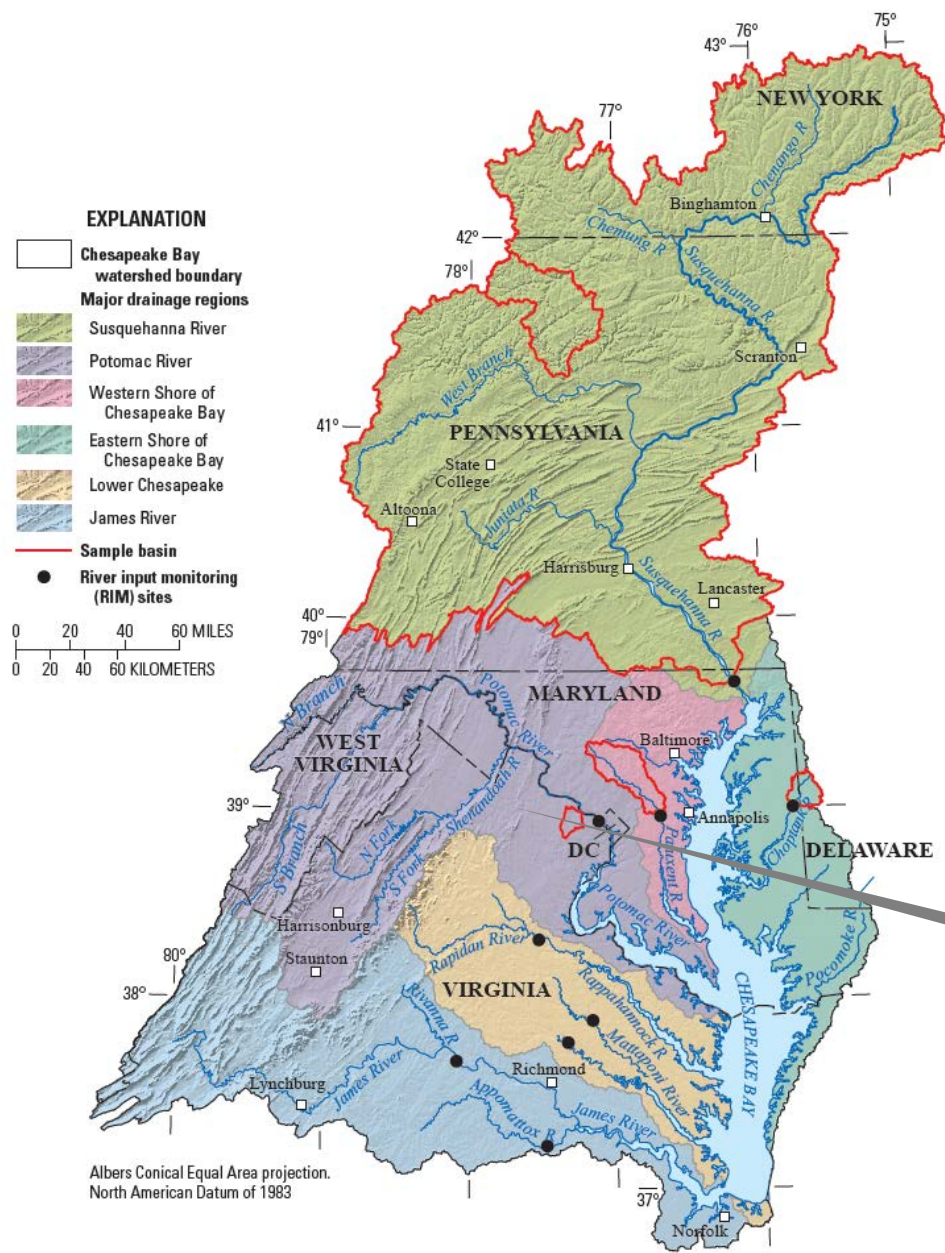 75°
76°
43°
NEW YORK
77°
Chenango R
Binghamton
EXPLANATION
Chesapeake Bay
watershed boundary
Major drainage regions
Susquehanna River
Potomac River
Western Shore of
Chesapeake Bay
Eastern Shore of
Chesapeake Bay
Lower Chesapeake
James River
Sample basin
River input monitoring
(RIM) sites
0 20 40 60 MILES
0 20 40 60 KILOMETERS
42°
Chemung R
78°
Susquehanna R
Scranton
West Branch
41°
PENNSYLVANIA
State
College
Altoona
Juniata R
Harrisburg
Susquehanna R
Lancaster
40°
79°
MARYLAND
N Branch
Potomac River
WEST
VIRGINIA
Baltimore
39°
Shenandoah R
N Fork
S Fork
S Branch
Annapolis
DC
Patuxent R
Choptank R
DELAWARE
Harrisonburg
Potomac River
Pocomoke R
80°
Staunton
Rapidan River
38°
VIRGINIA
Rappahannock R
CHESAPEAKE BAY
Rivanna R
Mattaponi River
Richmond
Lynchburg
James River
Appomattox R
James River
Albers Conical Equal Area projection.
North American Datum of 1983
37°
Norfolk